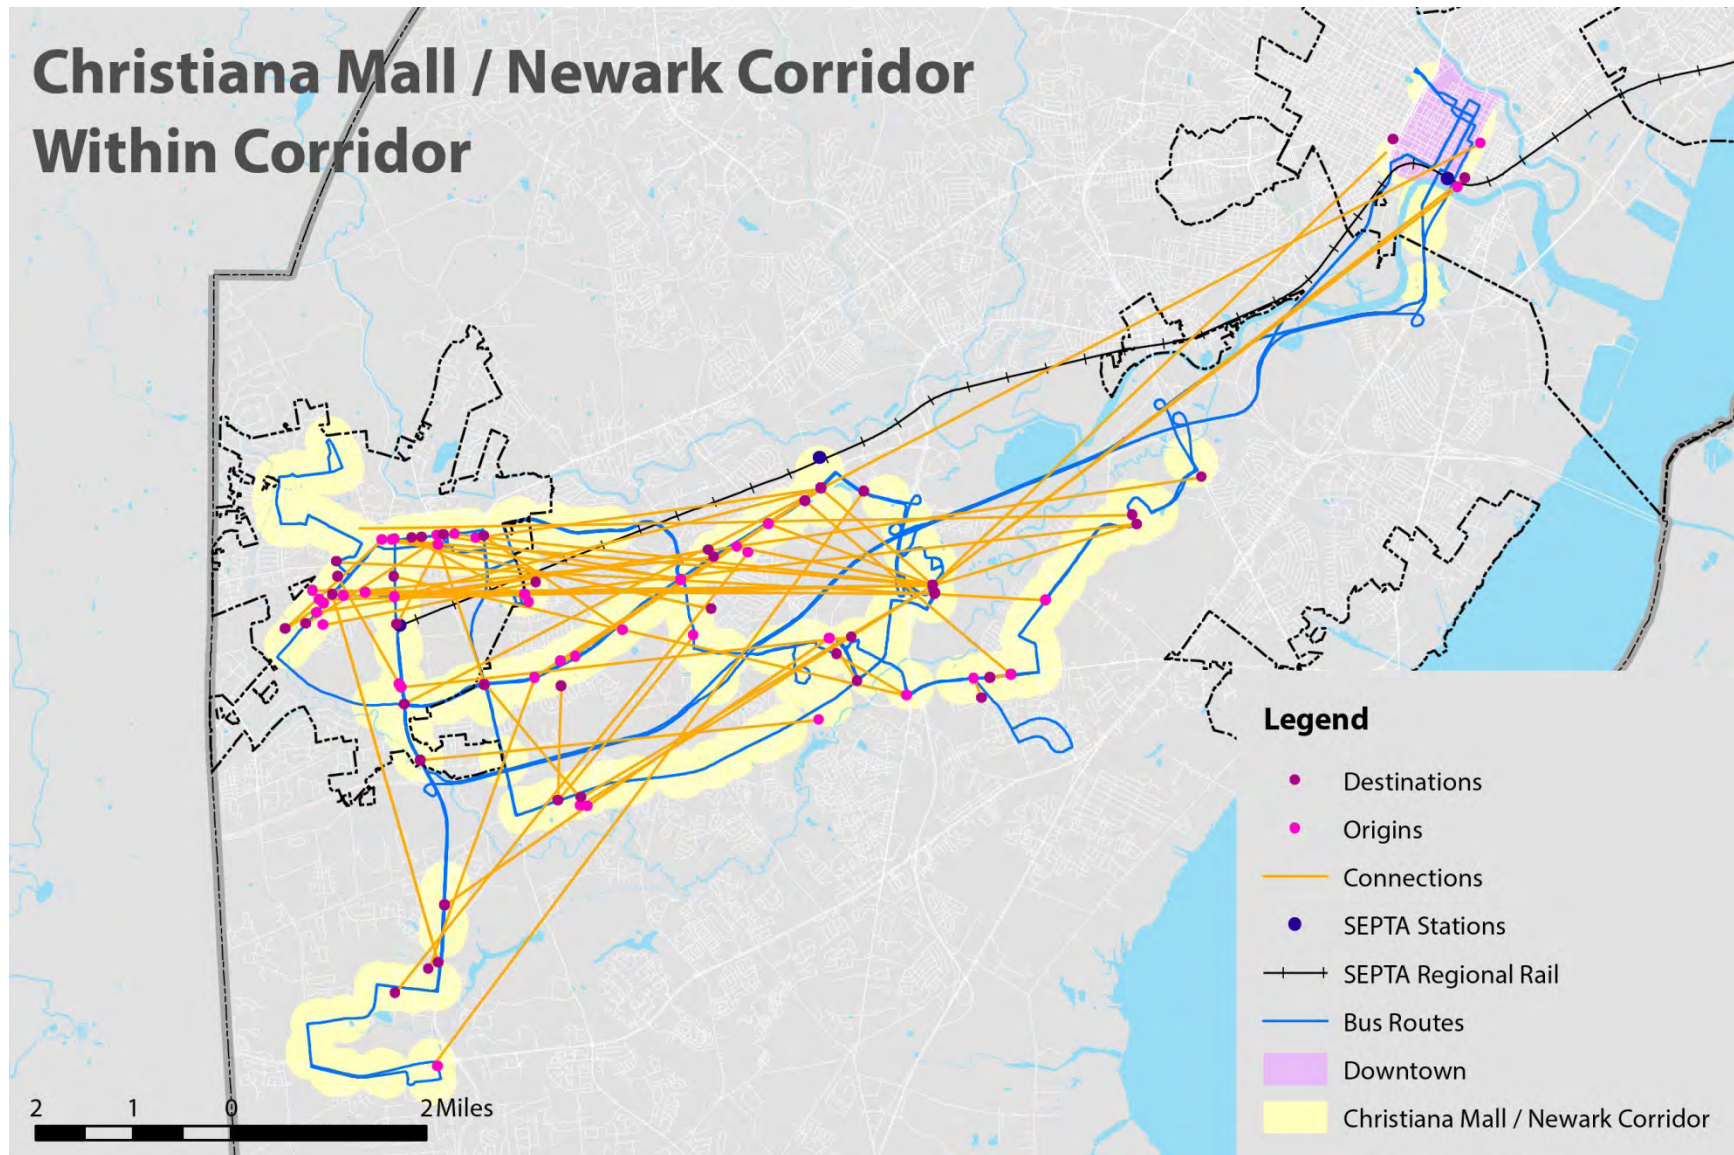 Christiana Mall / Newark Corridor
Within Corridor
Legend
Destinations
Origins
Connections
SEPTA Stations
SEPTA Regional Rail
Bus Routes
Downtown
Christiana Mall / Newark Corridor
2 1 0 2 Miles